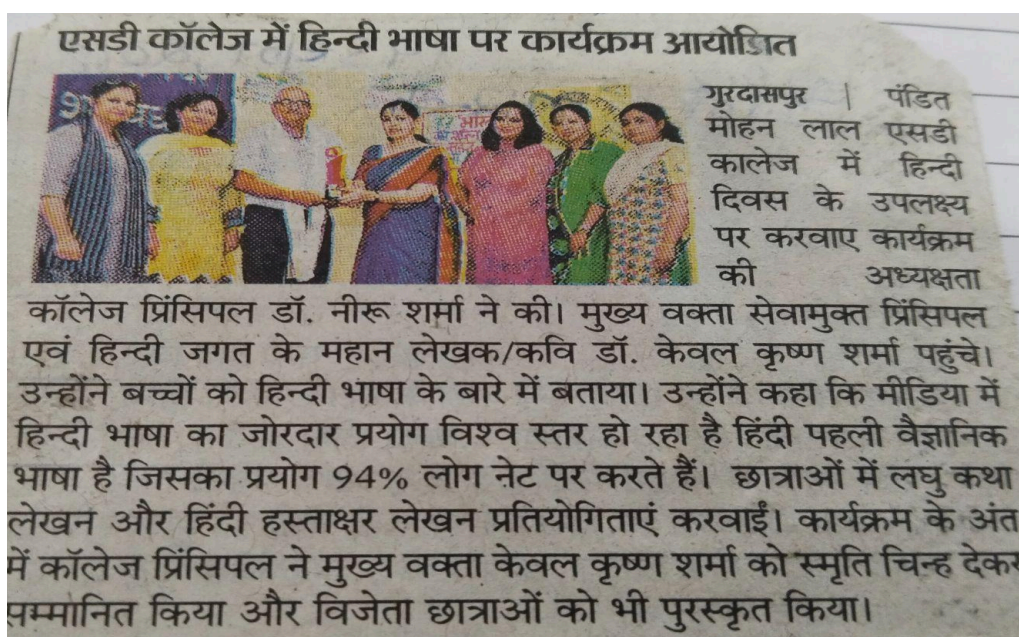 एसडी कॉलेज में हिन्दी भाषा पर कार्यक्रम आयोजित
गुरदासपुर | पंडित
मोहन लाल एसडी
कालेज में हिन्दी
दिवस के उपलक्ष्य
पर करवाए कार्यक्रम
की अध्यक्षता
कॉलेज प्रिंसिपल डॉ. नीरू शर्मा ने की। मुख्य वक्ता सेवामुक्त प्रिंसिपल
एवं हिन्दी जगत के महान लेखक/कवि डॉ. केवल कृष्ण शर्मा पहुंचे।
उन्होंने बच्चों को हिन्दी भाषा के बारे में बताया। उन्होंने कहा कि मीडिया में
हिन्दी भाषा का जोरदार प्रयोग विश्व स्तर हो रहा है हिंदी पहली वैज्ञानिक
भाषा है जिसका प्रयोग 94% लोग नेट पर करते हैं। छात्राओं में लघु कथा
लेखन और हिंदी हस्ताक्षर लेखन प्रतियोगिताएं करवाईं। कार्यक्रम के अंत
में कॉलेज प्रिंसिपल ने मुख्य वक्ता केवल कृष्ण शर्मा को स्मृति चिन्ह देकर
सम्मानित किया और विजेता छात्राओं को भी पुरस्कृत किया।